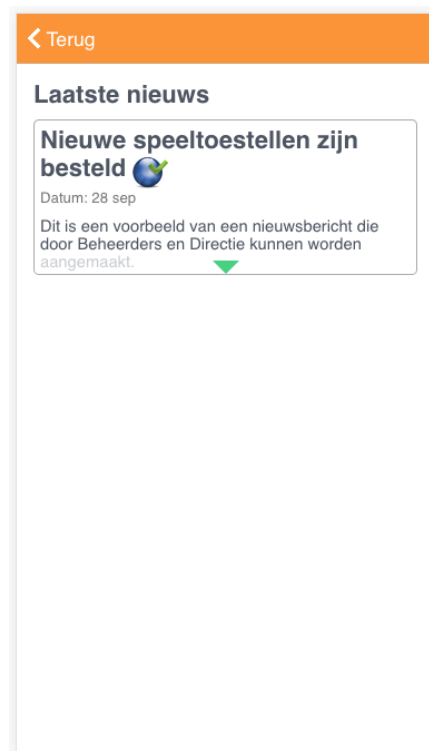 Terug
Laatste nieuws
Nieuwe speeltoestellen zijn
besteld
Datum: 28 sep
Dit is een voorbeeld van een nieuwsbericht die
door Beheerders en Directie kunnen worden
aangemaakt.